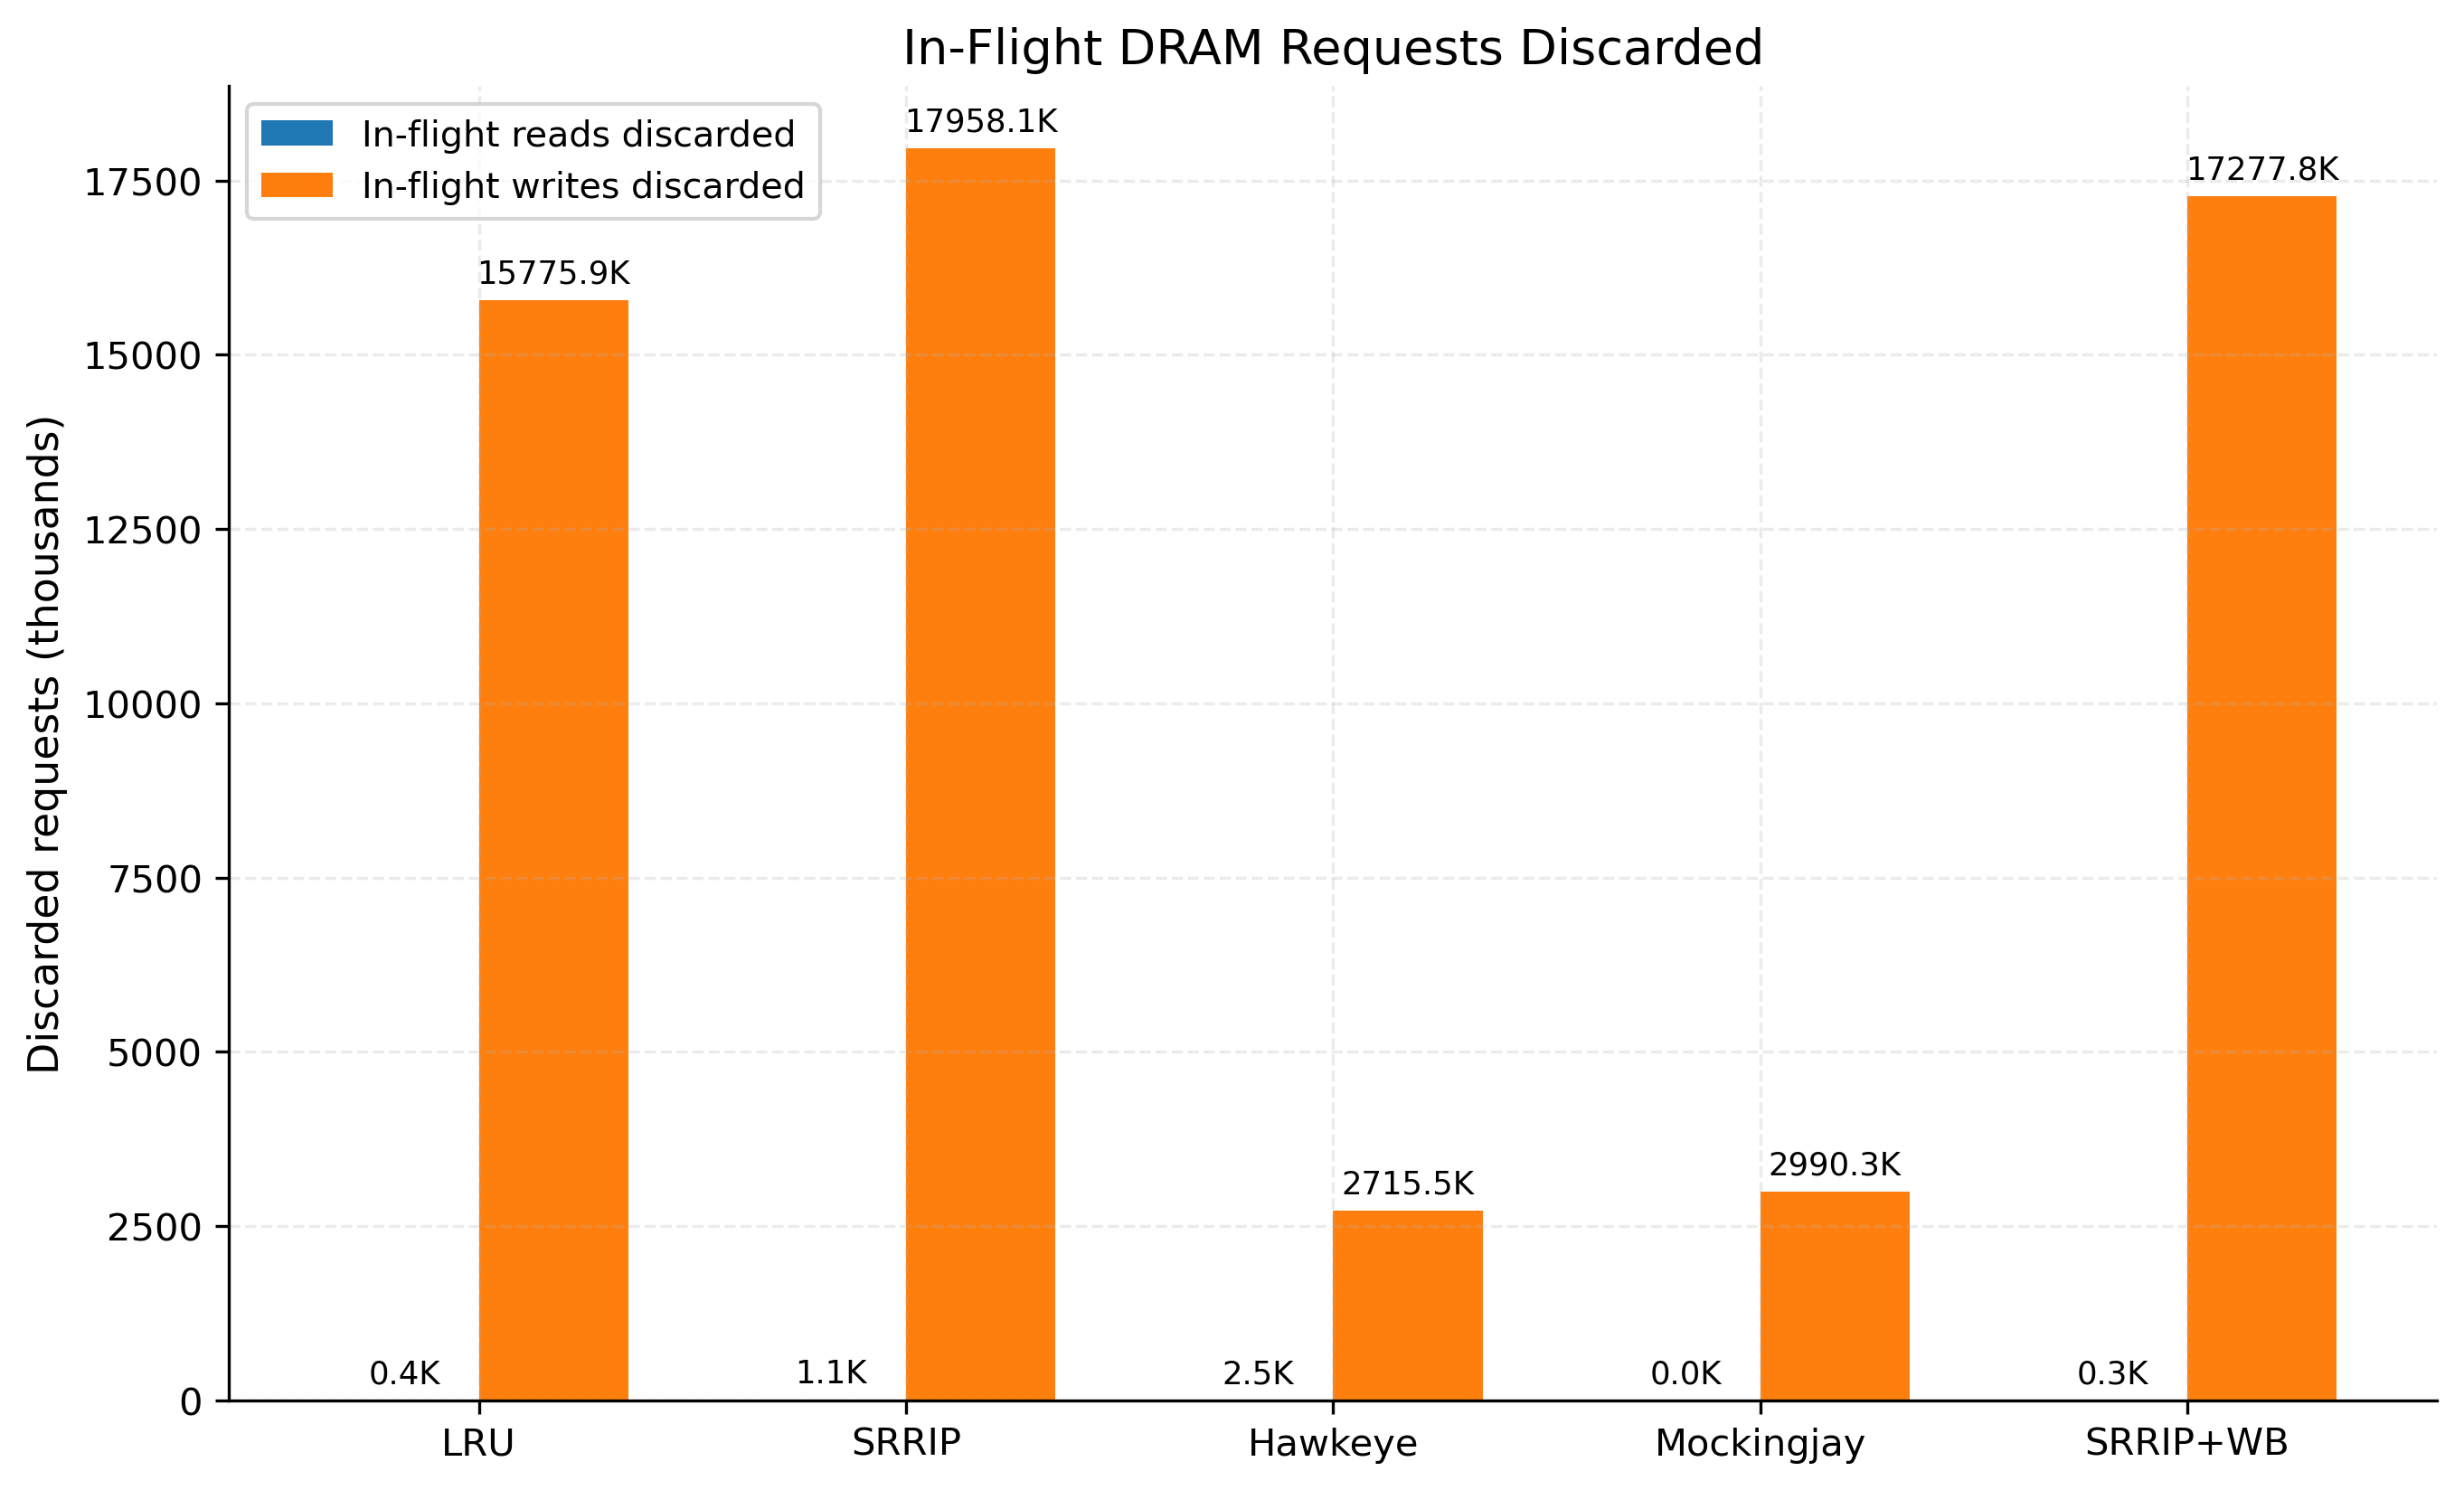 In-Flight DRAM Requests Discarded
In-flight reads discarded
In-flight writes discarded
Discarded requests (thousands)
17500
15000
12500
10000
7500
5000
2500
0
0.4K
15775.9K
1.1K
17958.1K
2.5K
2715.5K
0.0K
2990.3K
0.3K
17277.8K
LRU
SRRIP
Hawkeye
Mockingjay
SRRIP+WB